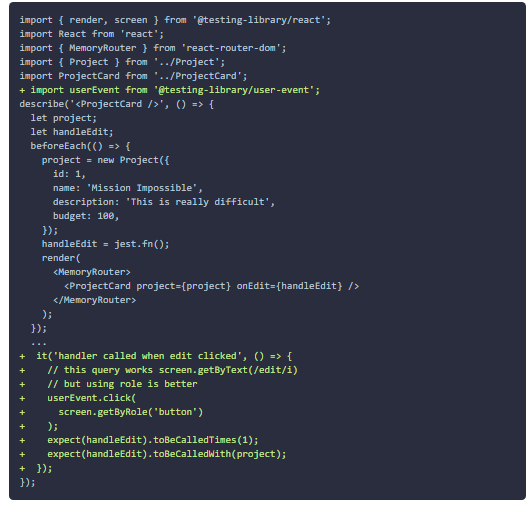 import { render, screen } from '@testing-library/react';
import React from 'react';
import { MemoryRouter } from 'react-router-dom';
import { Project } from '../Project';
import ProjectCard from '../ProjectCard';
+ import userEvent from '@testing-library/user-event';
describe('<ProjectCard />', () => {
  let project;
  let handleEdit;
  beforeEach(() => {
    project = new Project({
      id: 1,
      name: 'Mission Impossible',
      description: 'This is really difficult',
      budget: 100,
    });
    handleEdit = jest.fn();
    render(
      <MemoryRouter>
        <ProjectCard project={project} onEdit={handleEdit} />
      </MemoryRouter>
    );
  });
  ...
+  it('handler called when edit clicked', () => {
+    // this query works screen.getByText(/edit/i)
+    // but using role is better
+    userEvent.click(
+      screen.getByRole('button')
+    );
+    expect(handleEdit).toBeCalledTimes(1);
+    expect(handleEdit).toBeCalledWith(project);
+  });
});